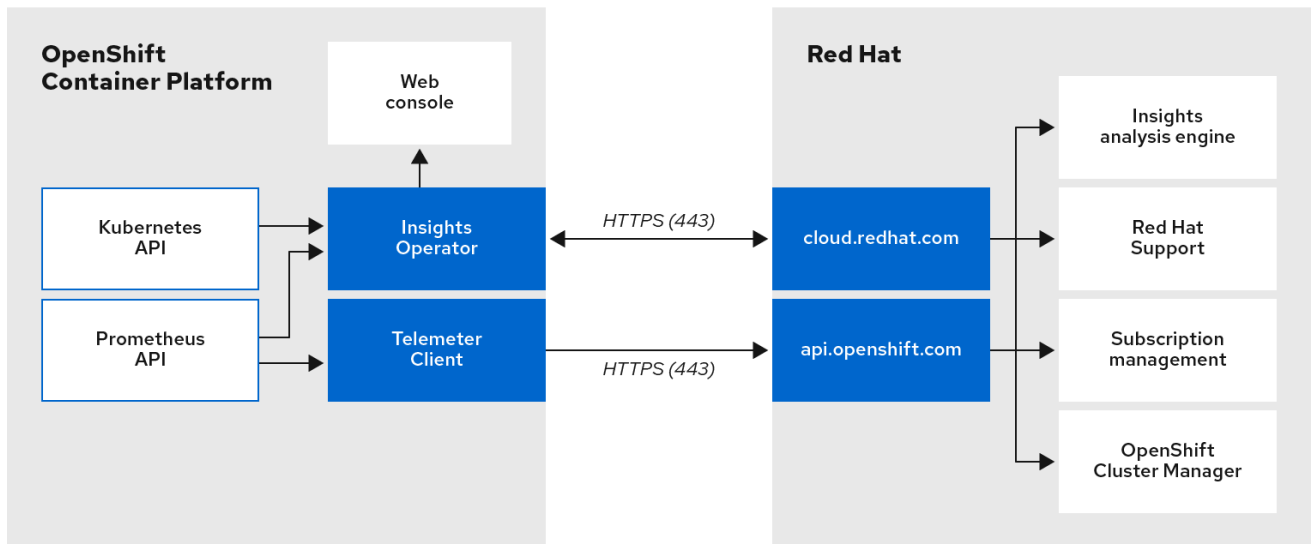 OpenShift
Container Platform
Web
console
Kubernetes
API
Insights
Operator
Prometheus
API
Telemeter
Client
HTTPS (443)
HTTPS (443)
Red Hat
cloud.redhat.com
api.openshift.com
Insights
analysis engine
Red Hat
Support
Subscription
management
OpenShift
Cluster Manager